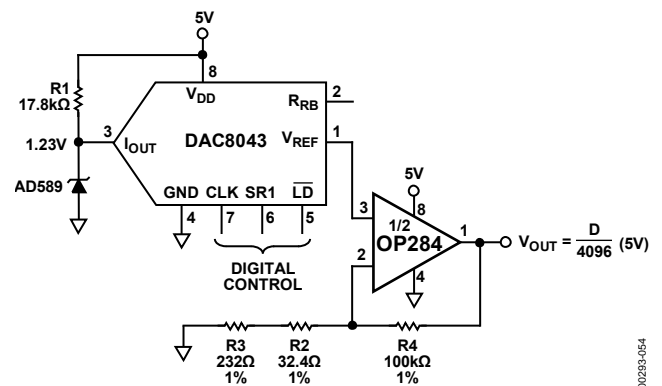 5V
8
R1
17.8kΩ
VDD
RRB
2
1.23V
3
IOUT
DAC8043
VREF
1
AD589
GND CLK SR1 LD
4
7
6
5
DIGITAL
CONTROL
5V
3
8
1/2
OP284
1
VOUT = D/4096 (5V)
2
4
R3
232Ω
1%
R2
32.4Ω
1%
R4
100kΩ
1%
00293-054